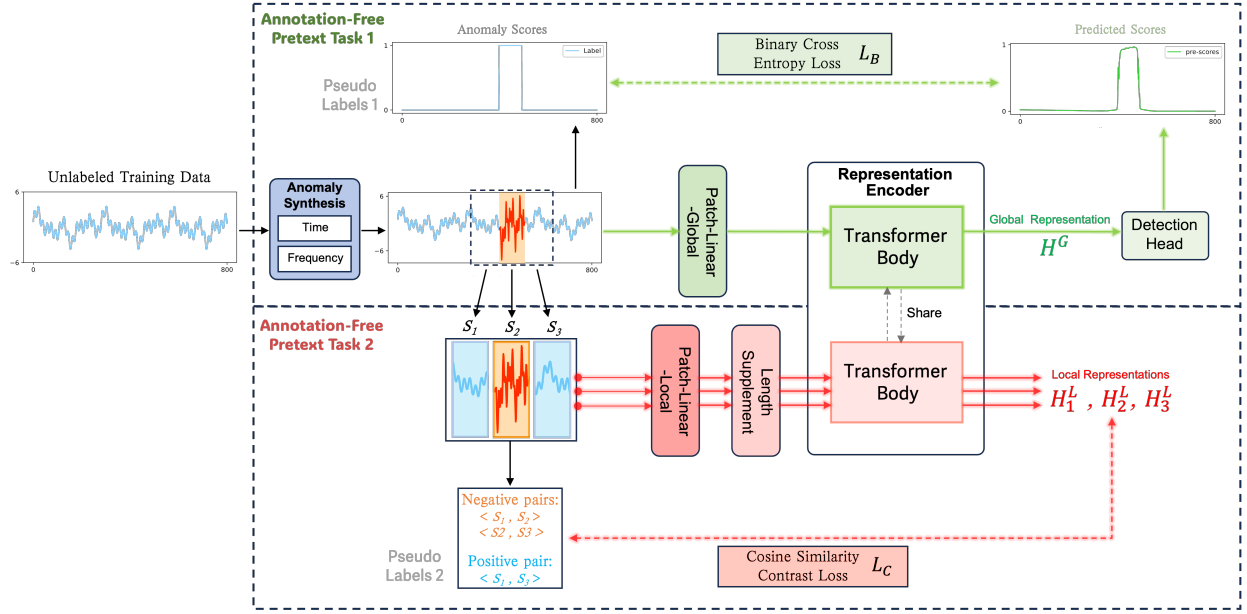 Annotation-Free
Pretext Task 1
Anomaly Scores
1
0
0
800
Label
Pseudo
Labels 1
Binary Cross
Entropy Loss L_B
Predicted Scores
1
0
0
800
pre-scores
Unlabeled Training Data
6
-6
0
800
Anomaly
Synthesis
Time
Frequency
6
-6
0
800
Patch-Linear
-Global
Representation
Encoder
Transformer
Body
Global Representation
H^G
Detection
Head
Share
Annotation-Free
Pretext Task 2
S_1 S_2 S_3
Patch-Linear
-Local
Length
Supplement
Transformer
Body
Local Representations
H_1^L , H_2^L, H_3^L
Negative pairs:
< S_1 , S_2 >
< S2 , S3 >
Positive pair:
< S_1 , S_3 >
Pseudo
Labels 2
Cosine Similarity
Contrast Loss L_C